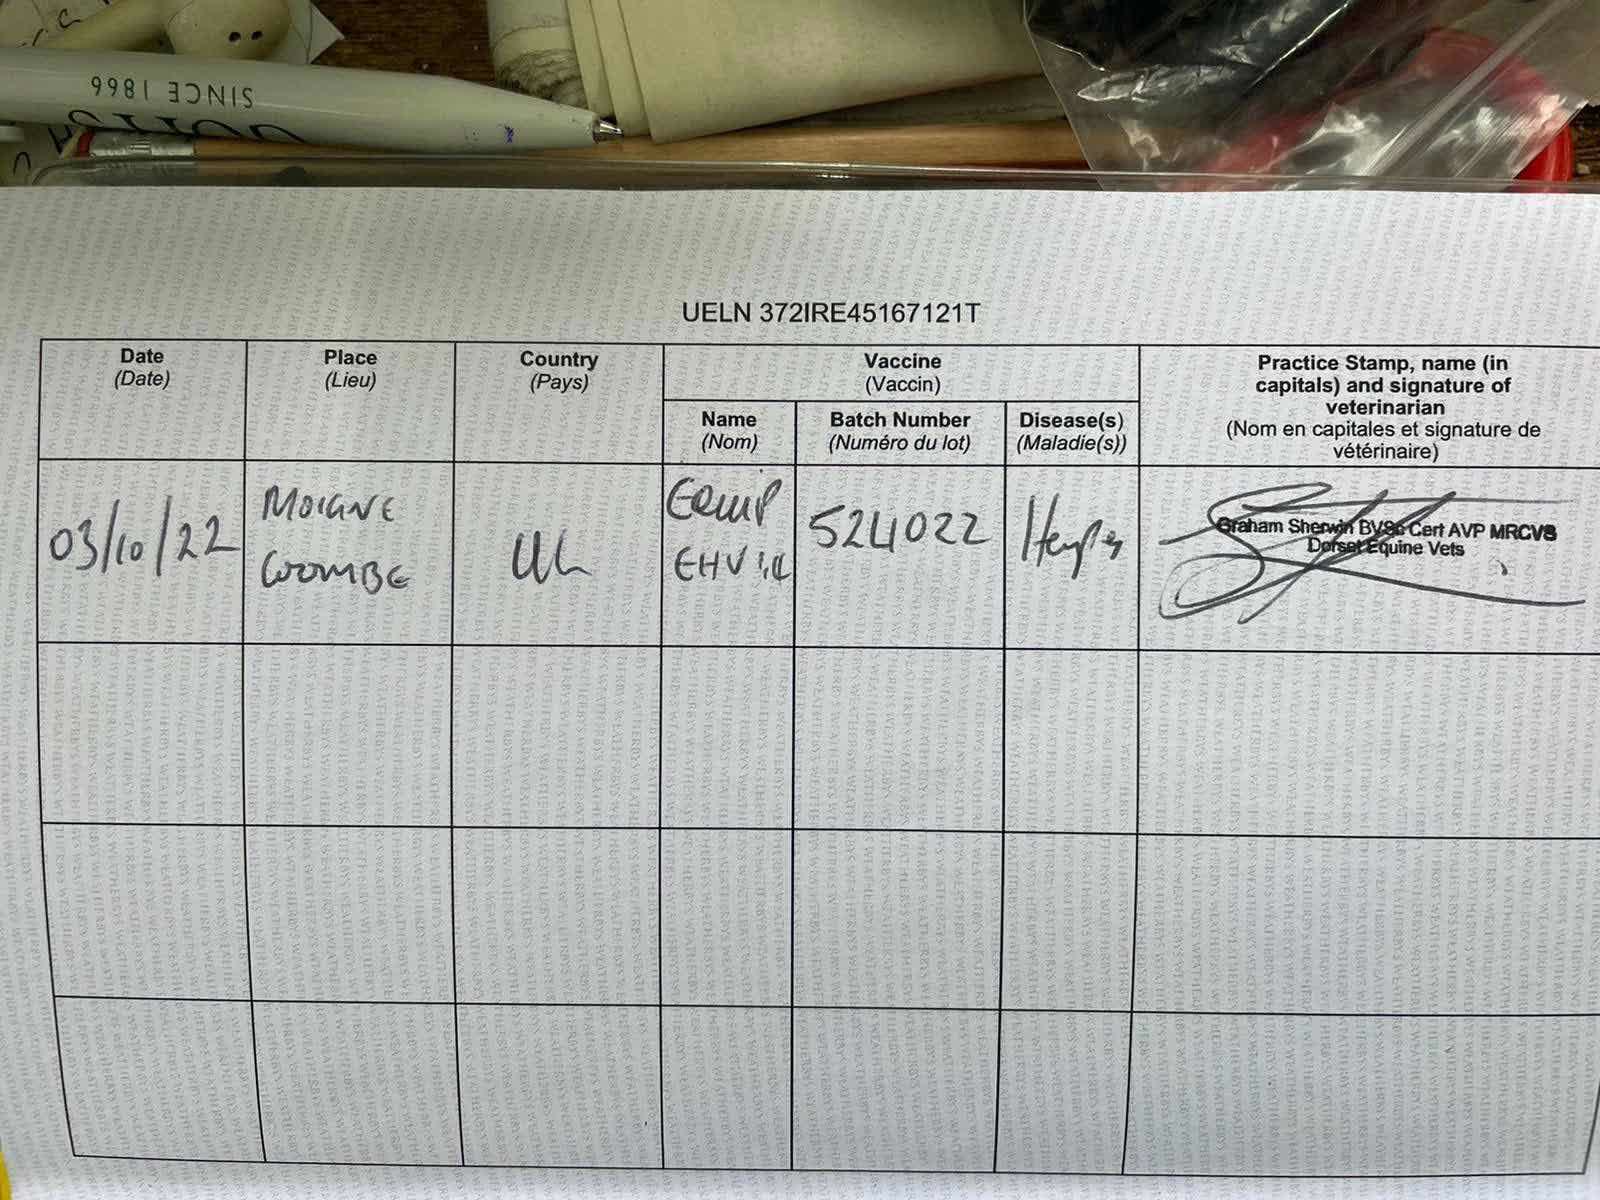 SINCE 1866
UELN 372IRE45167121T
Date
(Date)
Place
(Lieu)
Country
(Pays)
Vaccine
(Vaccin)
Name
(Nom)
Batch Number
(Numéro du lot)
Disease(s)
(Maladie(s))
Practice Stamp, name (in
capitals) and signature of
veterinarian
(Nom en capitales et signature de
vétérinaire)
03/10/22
MOIGNE
COOMBE
UK
EQUIP
EHV 1,4
524022
Herpes
Graham Sherwin BVSc Cert AVP MRCVS
Dorset Equine Vets